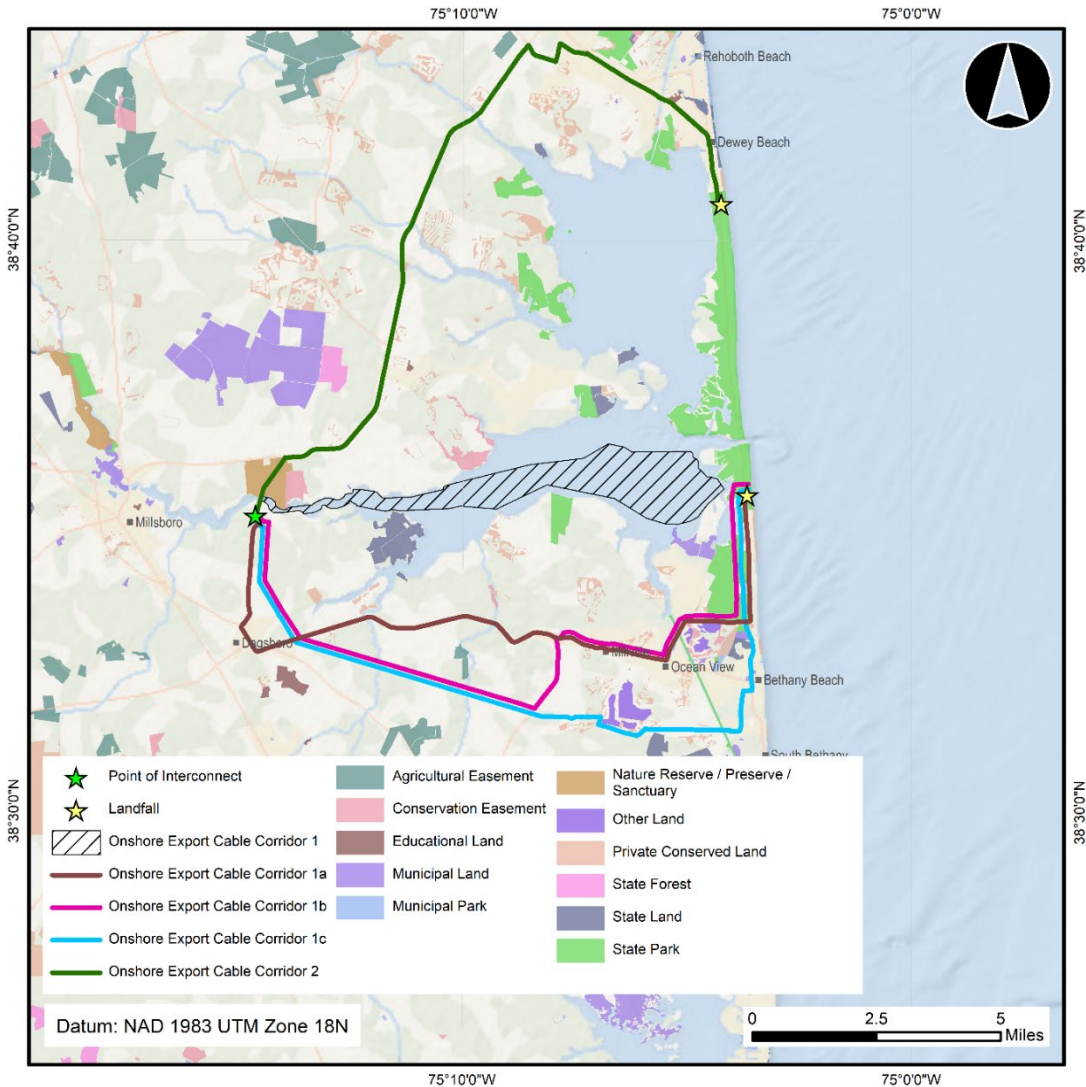 75°10'0"W
75°0'0"W
Rehoboth Beach
Dewey Beach
38°40'0"N
38°40'0"N
Millsboro
Dagsboro
Ocean View
Bethany Beach
South Bethany
38°30'0"N
38°30'0"N
Point of Interconnect
Landfall
Onshore Export Cable Corridor 1
Onshore Export Cable Corridor 1a
Onshore Export Cable Corridor 1b
Onshore Export Cable Corridor 1c
Onshore Export Cable Corridor 2
Agricultural Easement
Conservation Easement
Educational Land
Municipal Land
Municipal Park
Nature Reserve / Preserve /
Sanctuary
Other Land
Private Conserved Land
State Forest
State Land
State Park
Datum: NAD 1983 UTM Zone 18N
0
2.5
5
Miles
75°10'0"W
75°0'0"W